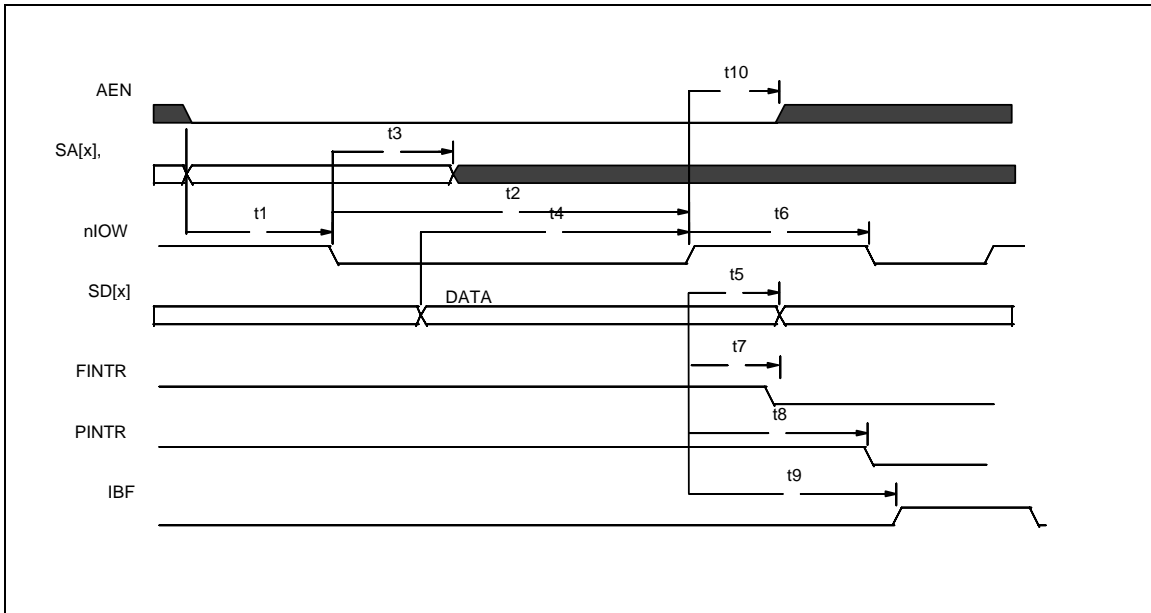 t10
AEN
t3
SA[x],
t2
t1
t4
t6
nIOW
t5
SD[x]
DATA
t7
FINTR
t8
PINTR
t9
IBF